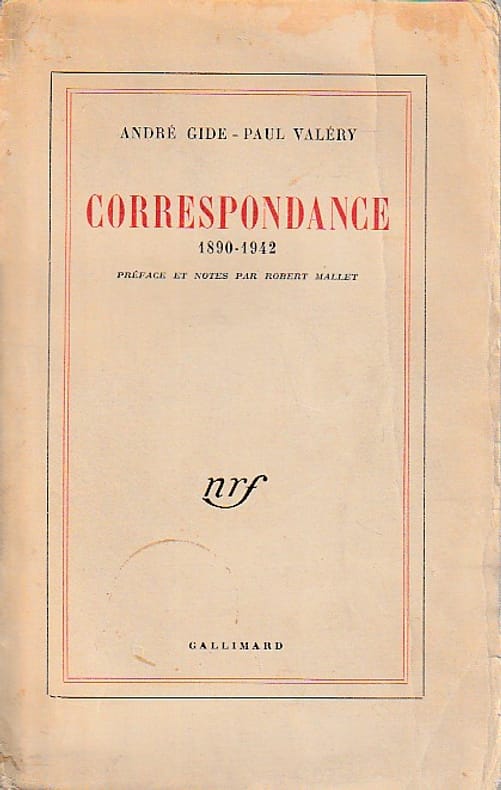 ANDRÉ GIDE - PAUL VALÉRY
CORRESPONDANCE
1890-1942
PRÉFACE ET NOTES PAR ROBERT MALLET
nrf
GALLIMARD